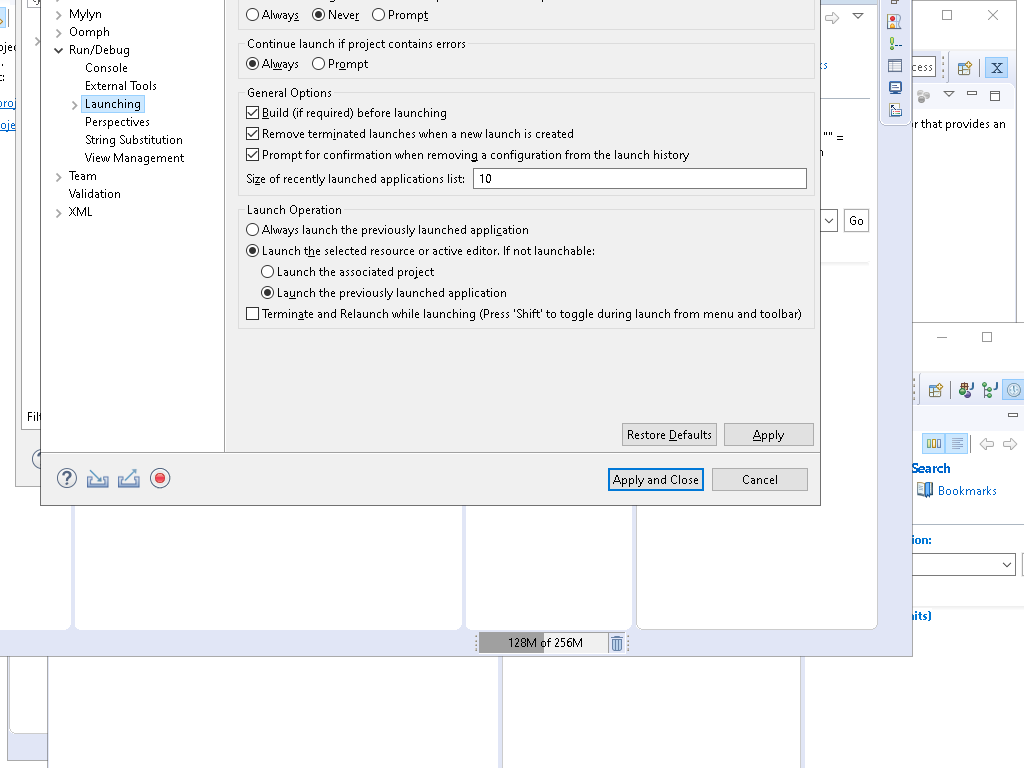 Mylyn
Oomph
Run/Debug
Console
External Tools
Launching
Perspectives
String Substitution
View Management
Team
Validation
XML
Always
Never
Prompt
Continue launch if project contains errors
Always
Prompt
General Options
Build (if required) before launching
Remove terminated launches when a new launch is created
Prompt for confirmation when removing a configuration from the launch history
Size of recently launched applications list:
10
Launch Operation
Always launch the previously launched application
Launch the selected resource or active editor. If not launchable:
Launch the associated project
Launch the previously launched application
Terminate and Relaunch while launching (Press 'Shift' to toggle during launch from menu and toolbar)
Restore Defaults
Apply
Apply and Close
Cancel
128M of 256M
cess
r that provides an
"" =
Go
Search
Bookmarks
ion: